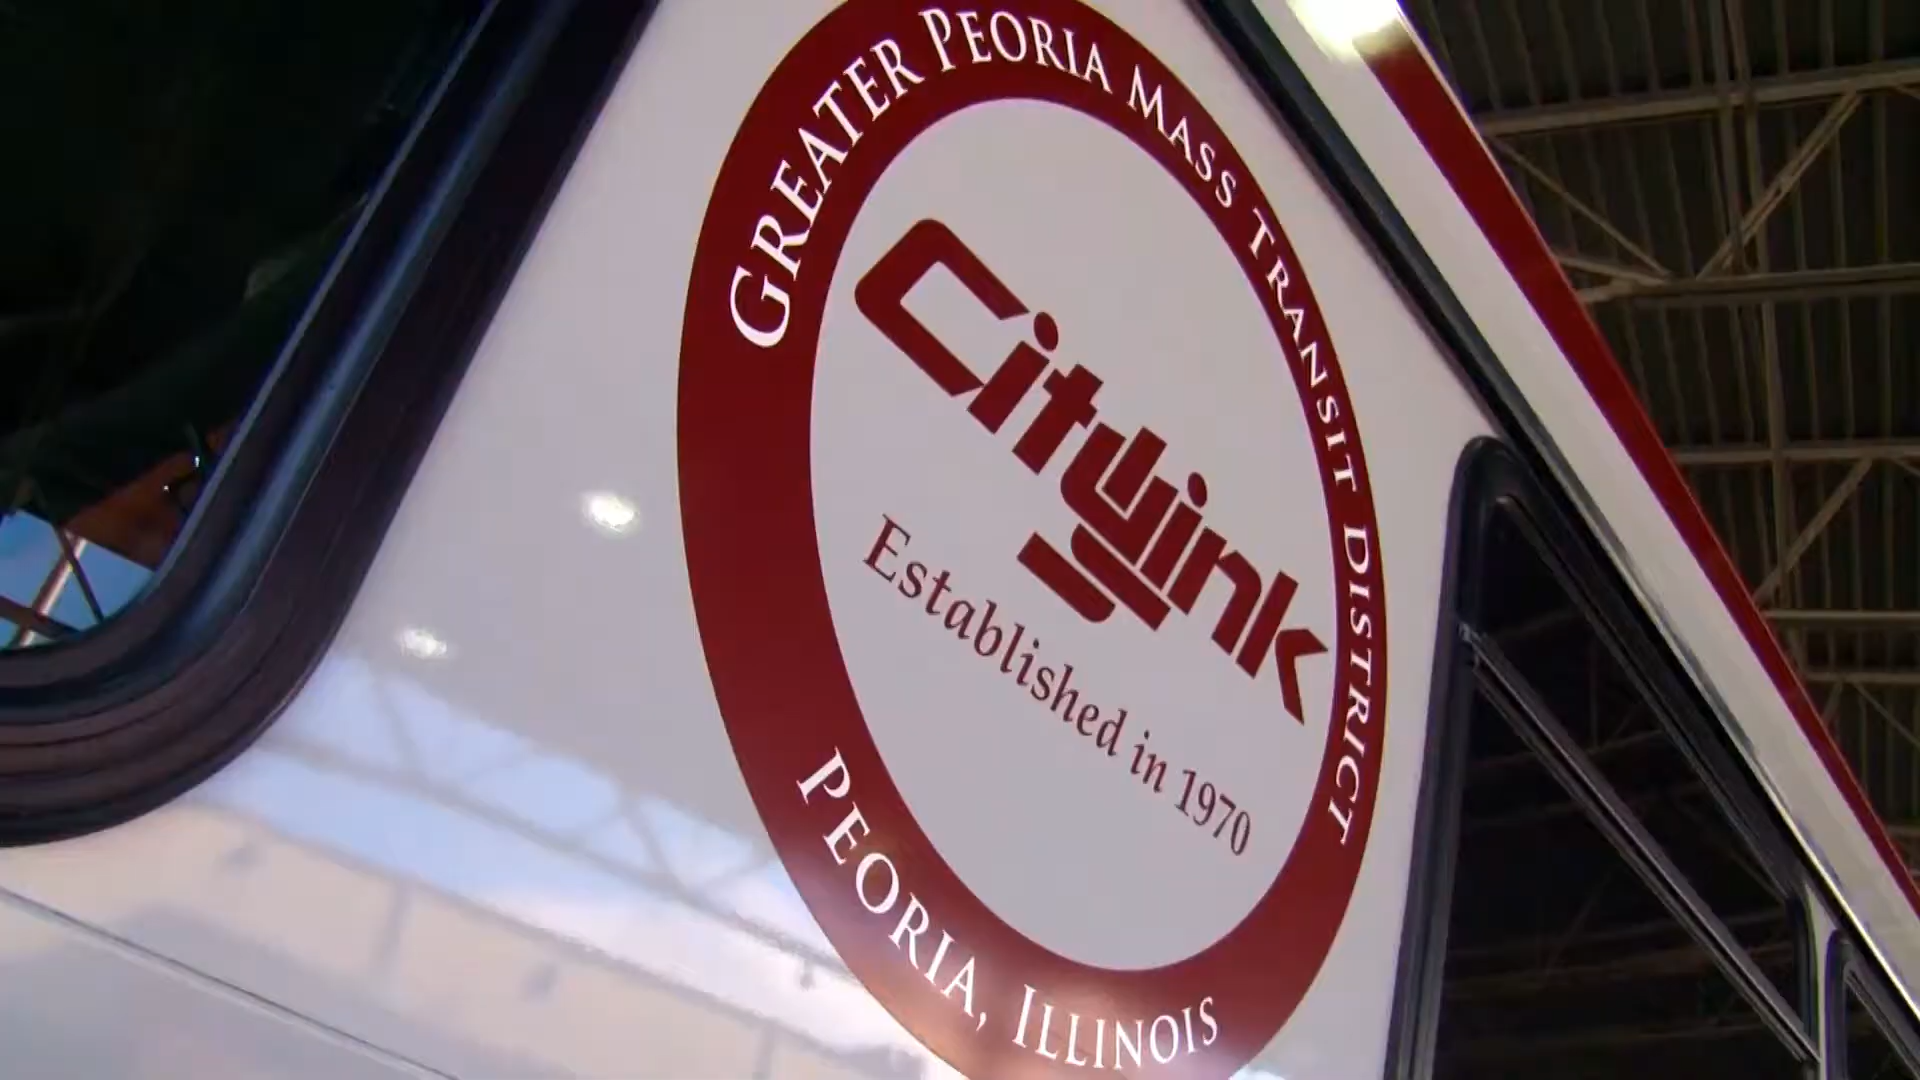 GREATER PEORIA MASS TRANSIT DISTRICT
Citylink
Established in 1970
PEORIA, ILLINOIS